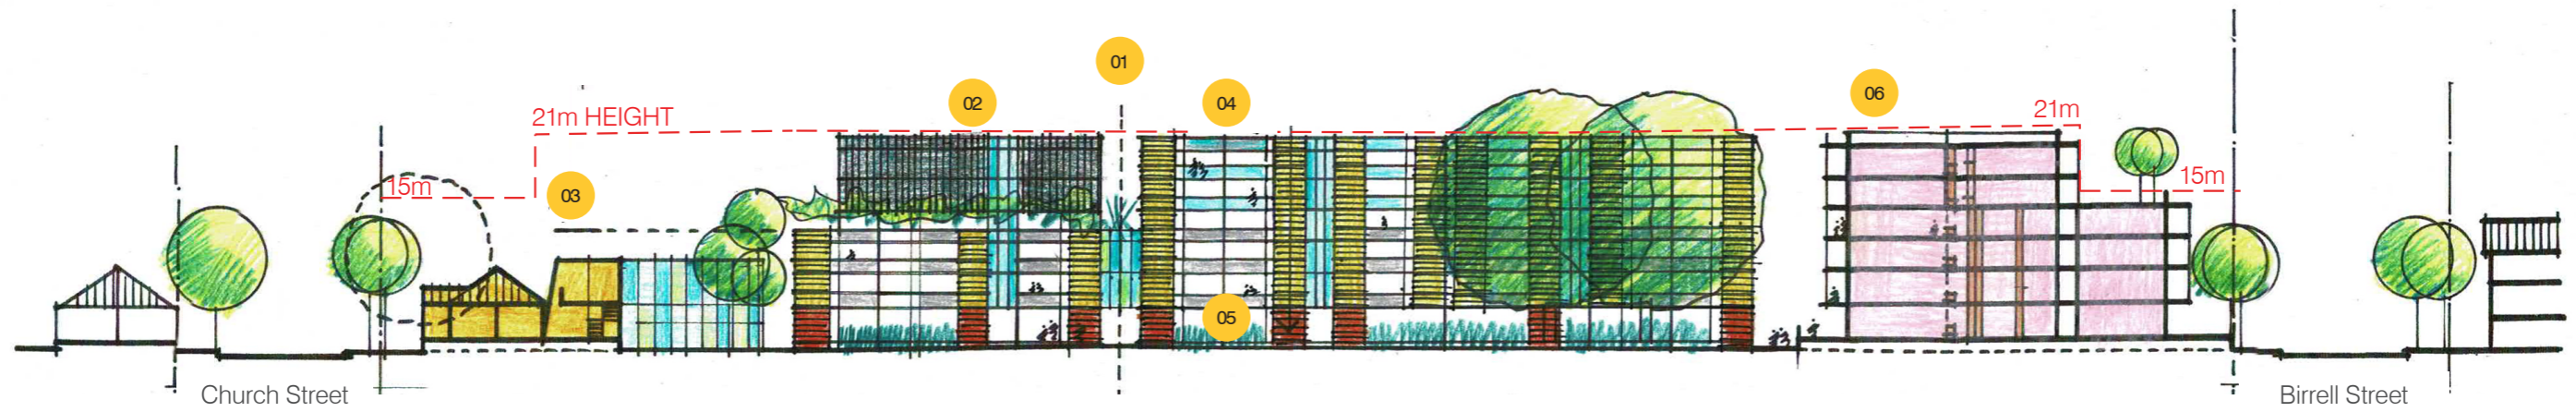 01
02
04
06
21m HEIGHT
21m
15m
03
15m
05
Church Street
Birrell Street